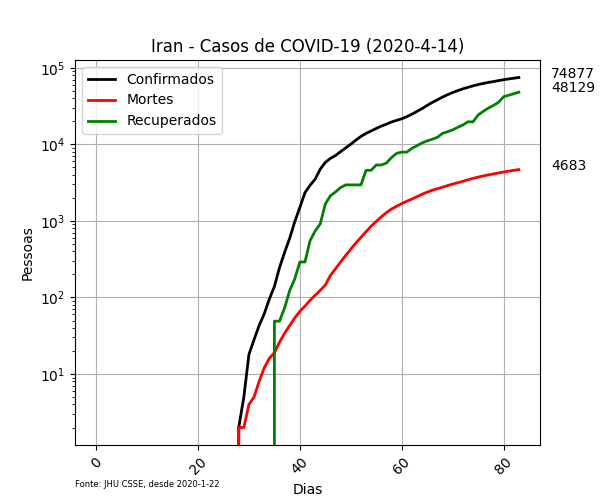 Iran - Casos de COVID-19 (2020-4-14)
Confirmados
Mortes
Recuperados
10^5
10^4
10^3
10^2
10^1
Pessoas
74877
48129
4683
0 20 40 60 80
Dias
Fonte: JHU CSSE, desde 2020-1-22